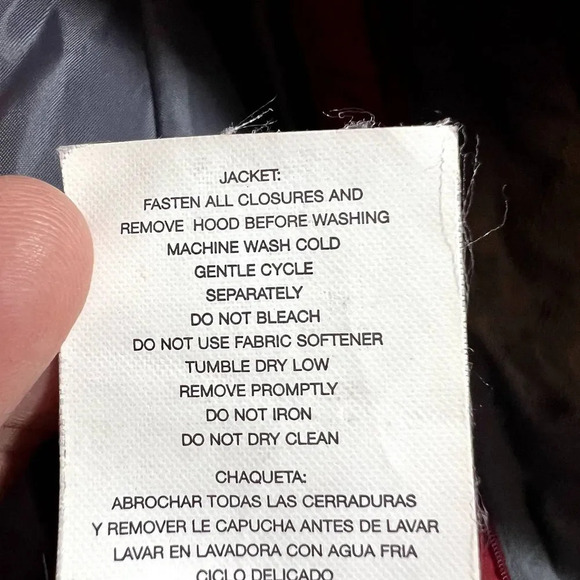 JACKET:
FASTEN ALL CLOSURES AND
REMOVE HOOD BEFORE WASHING
MACHINE WASH COLD
GENTLE CYCLE
SEPARATELY
DO NOT BLEACH
DO NOT USE FABRIC SOFTENER
TUMBLE DRY LOW
REMOVE PROMPTLY
DO NOT IRON
DO NOT DRY CLEAN
CHAQUETA:
ABROCHAR TODAS LAS CERRADURAS
Y REMOVER LE CAPUCHA ANTES DE LAVAR
LAVAR EN LAVADORA CON AGUA FRIA
CICLO DELICADO